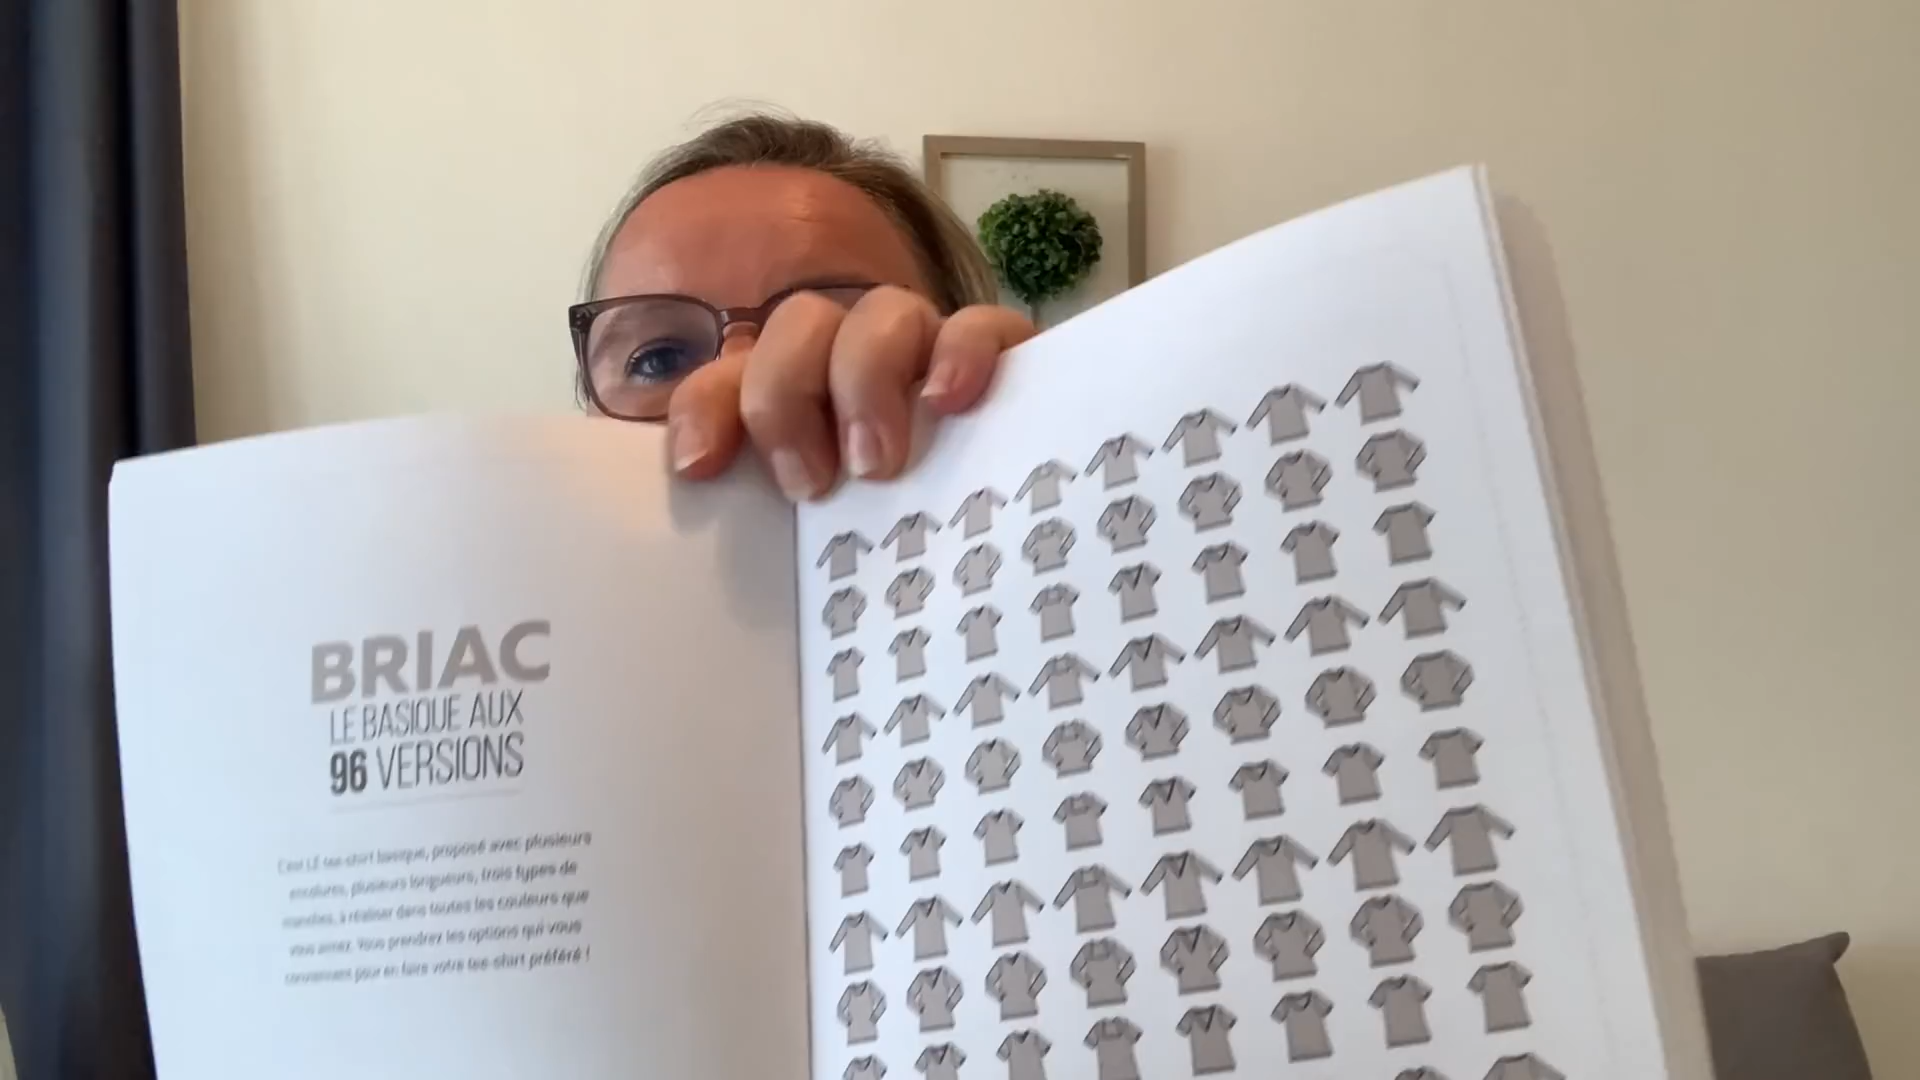 BRIAC
LE BASIQUE AUX
96 VERSIONS
C'est LE tee-shirt basique, proposé avec plusieurs
encolures, plusieurs longueurs, trois types de
manches, à réaliser dans toutes les couleurs que
vous aimez. Vous prendrez les options qui vous
conviennent pour en faire votre tee-shirt préféré !